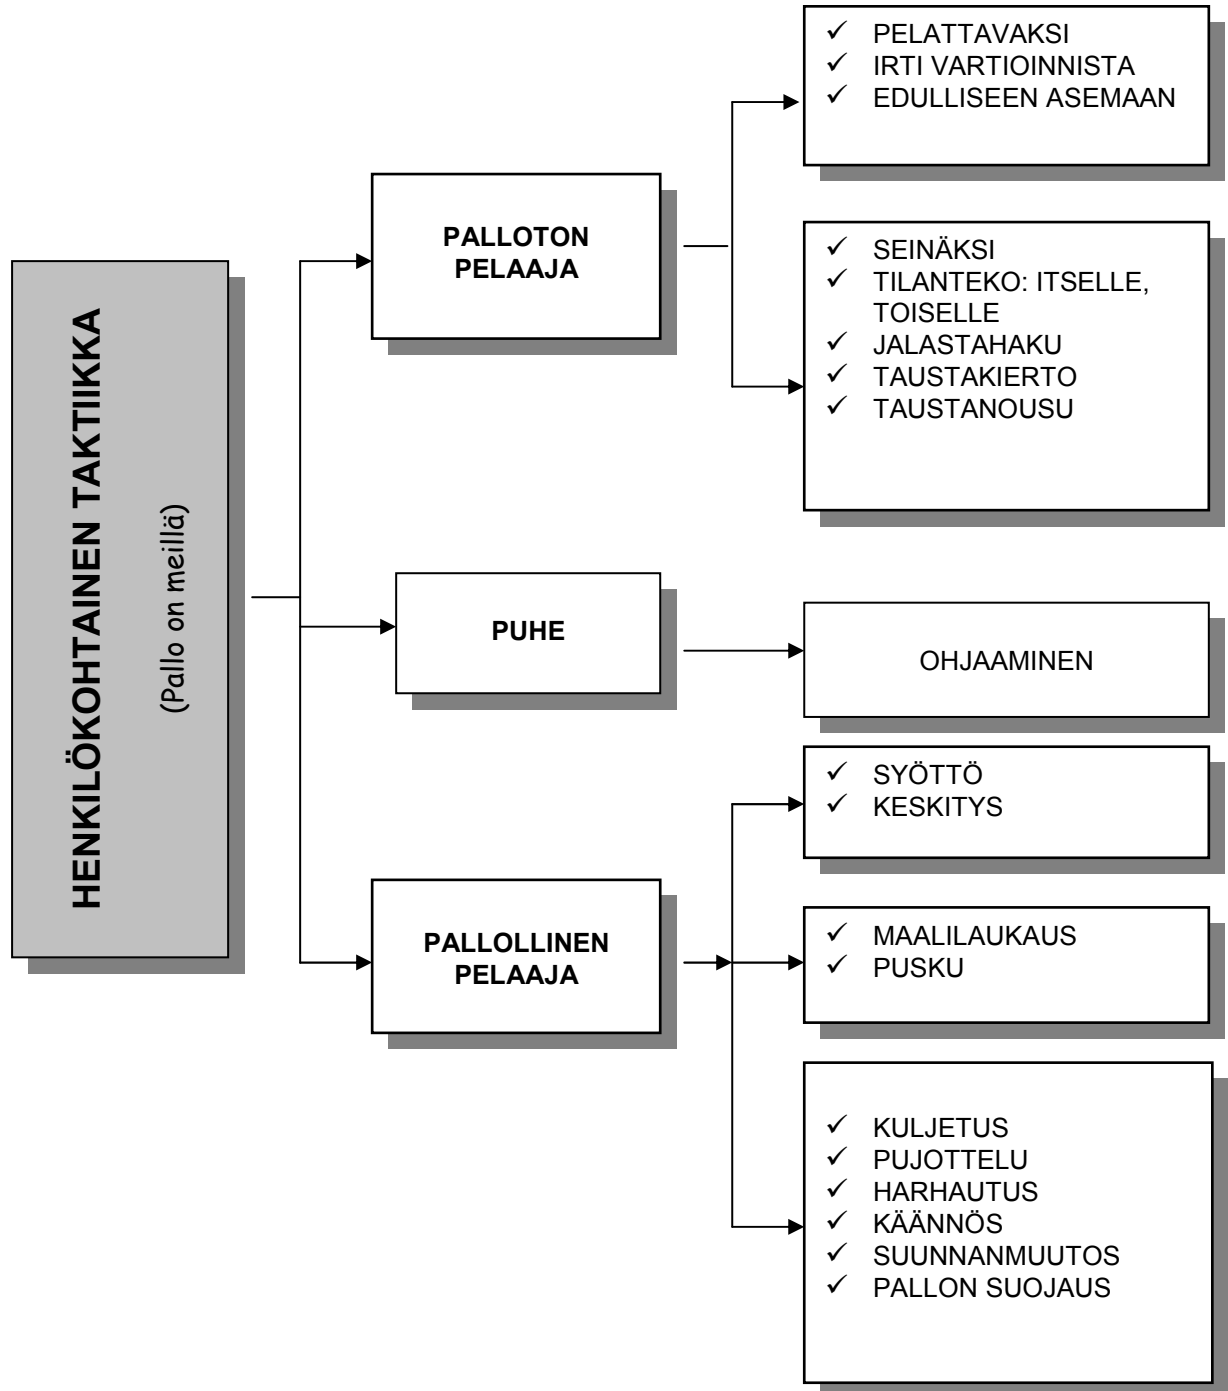 HENKILÖKOHTAINEN TAKTIIKKA
(Pallo on meillä)
PALLOTON
PELAAJA
✓ PELATTAVAKSI
✓ IRTI VARTIOINNISTA
✓ EDULLISEEN ASEMAAN
✓ SEINÄKSI
✓ TILANTEKO: ITSELLE,
TOISELLE
✓ JALASTAHAKU
✓ TAUSTAKIERTO
✓ TAUSTANOUSU
PUHE
OHJAAMINEN
PALLOLLINEN
PELAAJA
✓ SYÖTTÖ
✓ KESKITYS
✓ MAALILAUKAUS
✓ PUSKU
✓ KULJETUS
✓ PUJOTTELU
✓ HARHAUTUS
✓ KÄÄNNÖS
✓ SUUNNANMUUTOS
✓ PALLON SUOJAUS